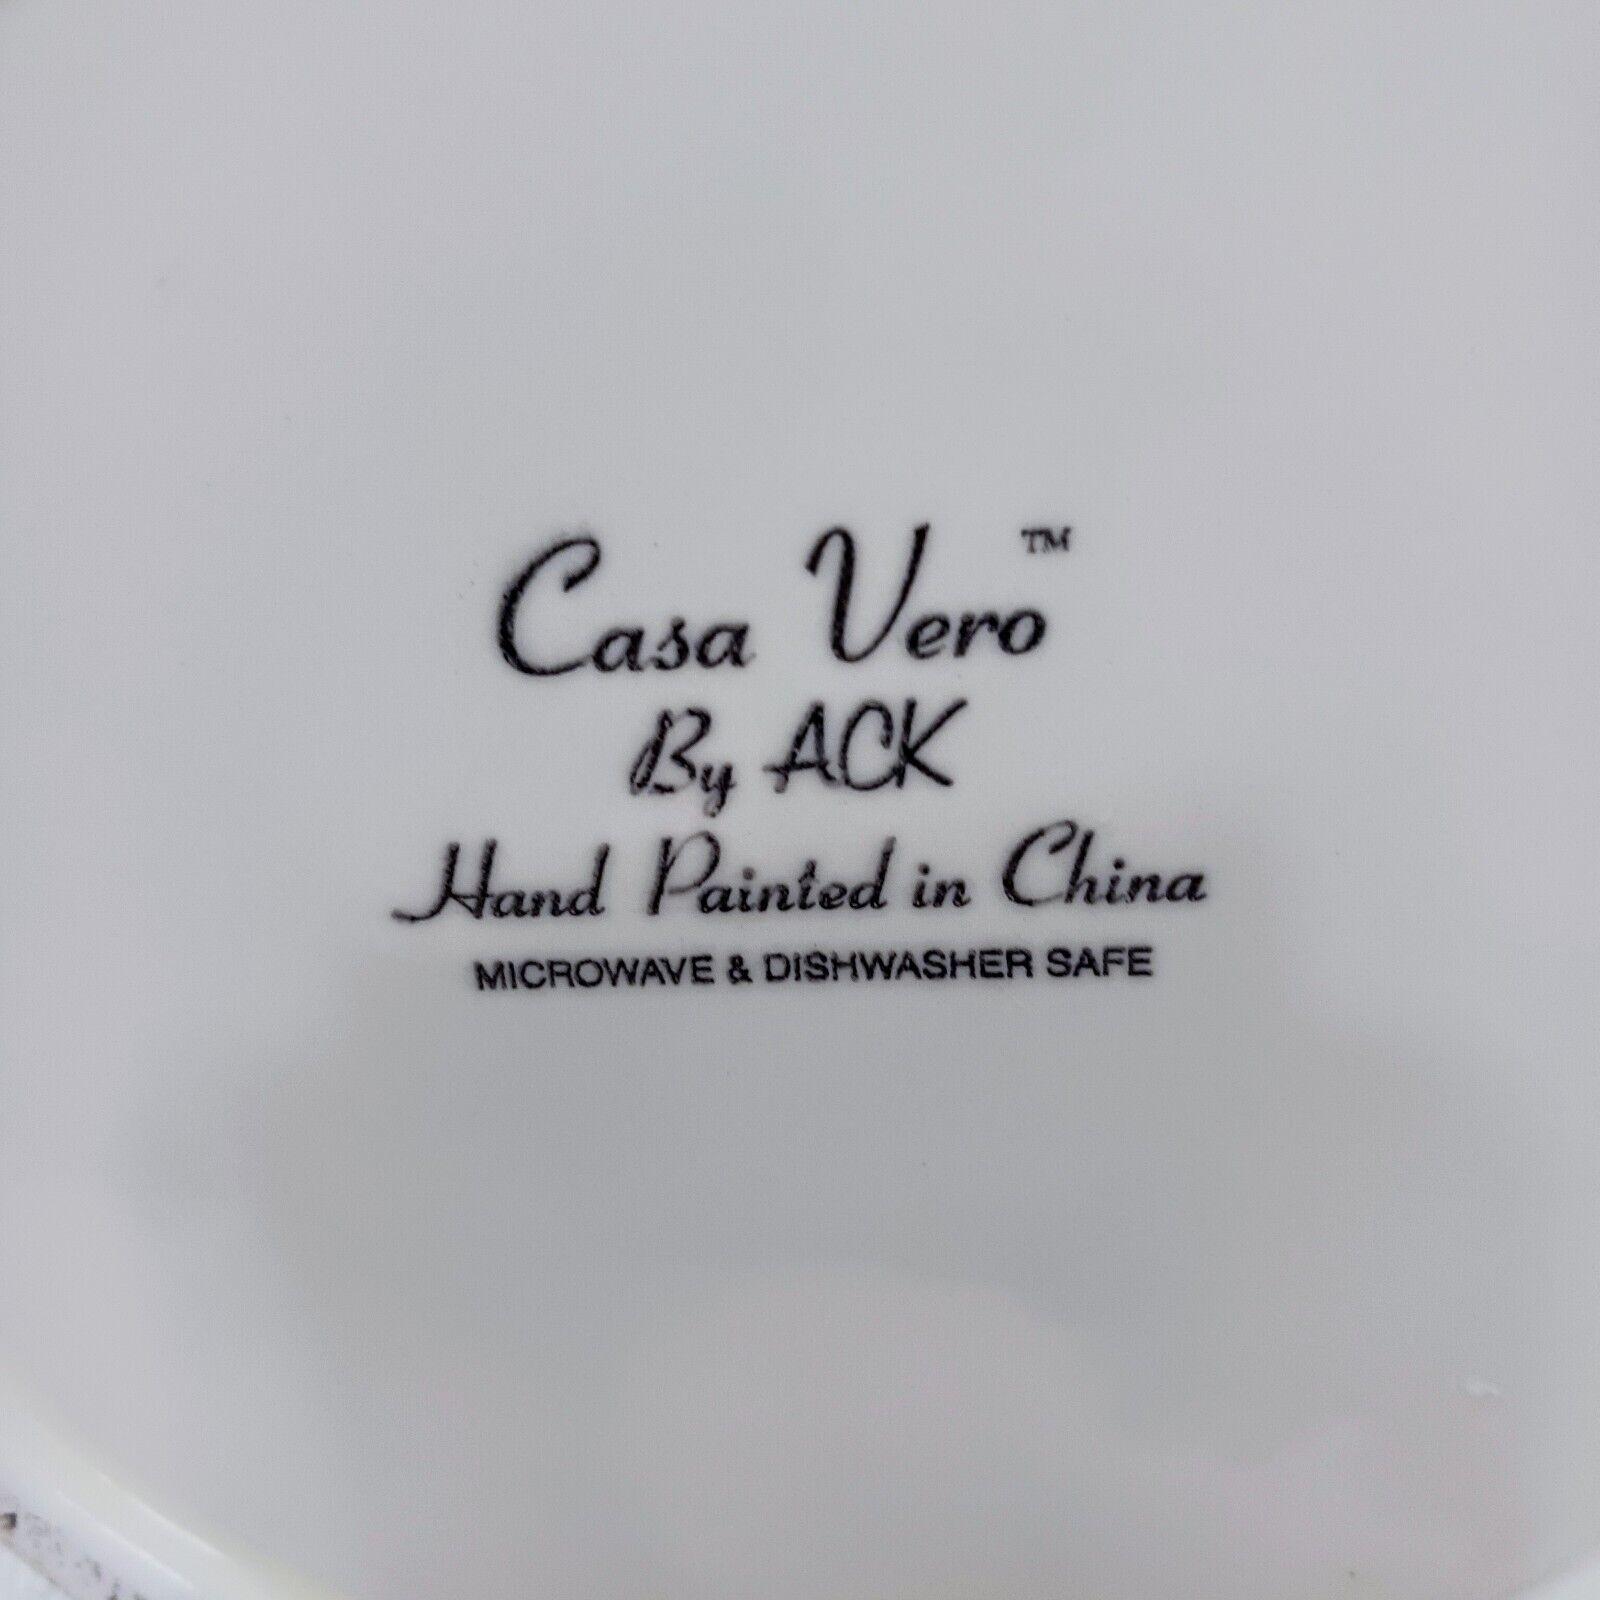 Casa Vero™
By ACK
Hand Painted in China
MICROWAVE & DISHWASHER SAFE